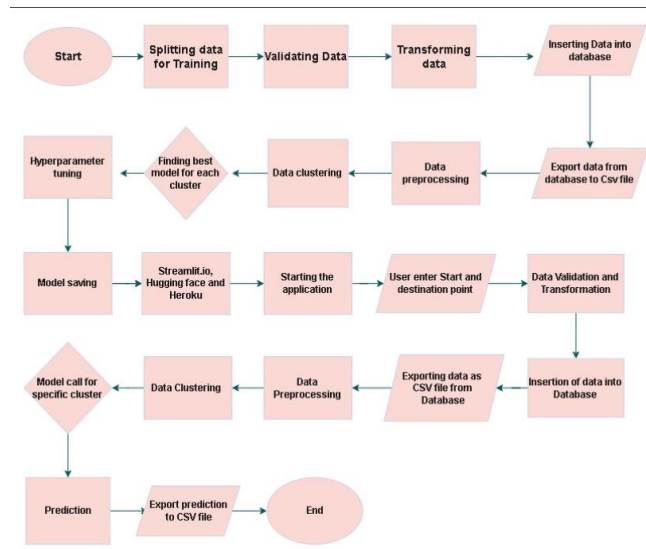 Start
Splitting data
for Training
Validating Data
Transforming
data
Inserting Data into
database
Hyperparameter
tuning
Finding best
model for each
cluster
Data clustering
Data
preprocessing
Export data from
database to Csv file
Model saving
Streamlit.io,
Hugging face and
Heroku
Starting the
application
User enter Start and
destination point
Data Validation and
Transformation
Model call for
specific cluster
Data Clustering
Data
Preprocessing
Exporting data as
CSV file from
Database
Insertion of data into
Database
Prediction
Export prediction
to CSV file
End